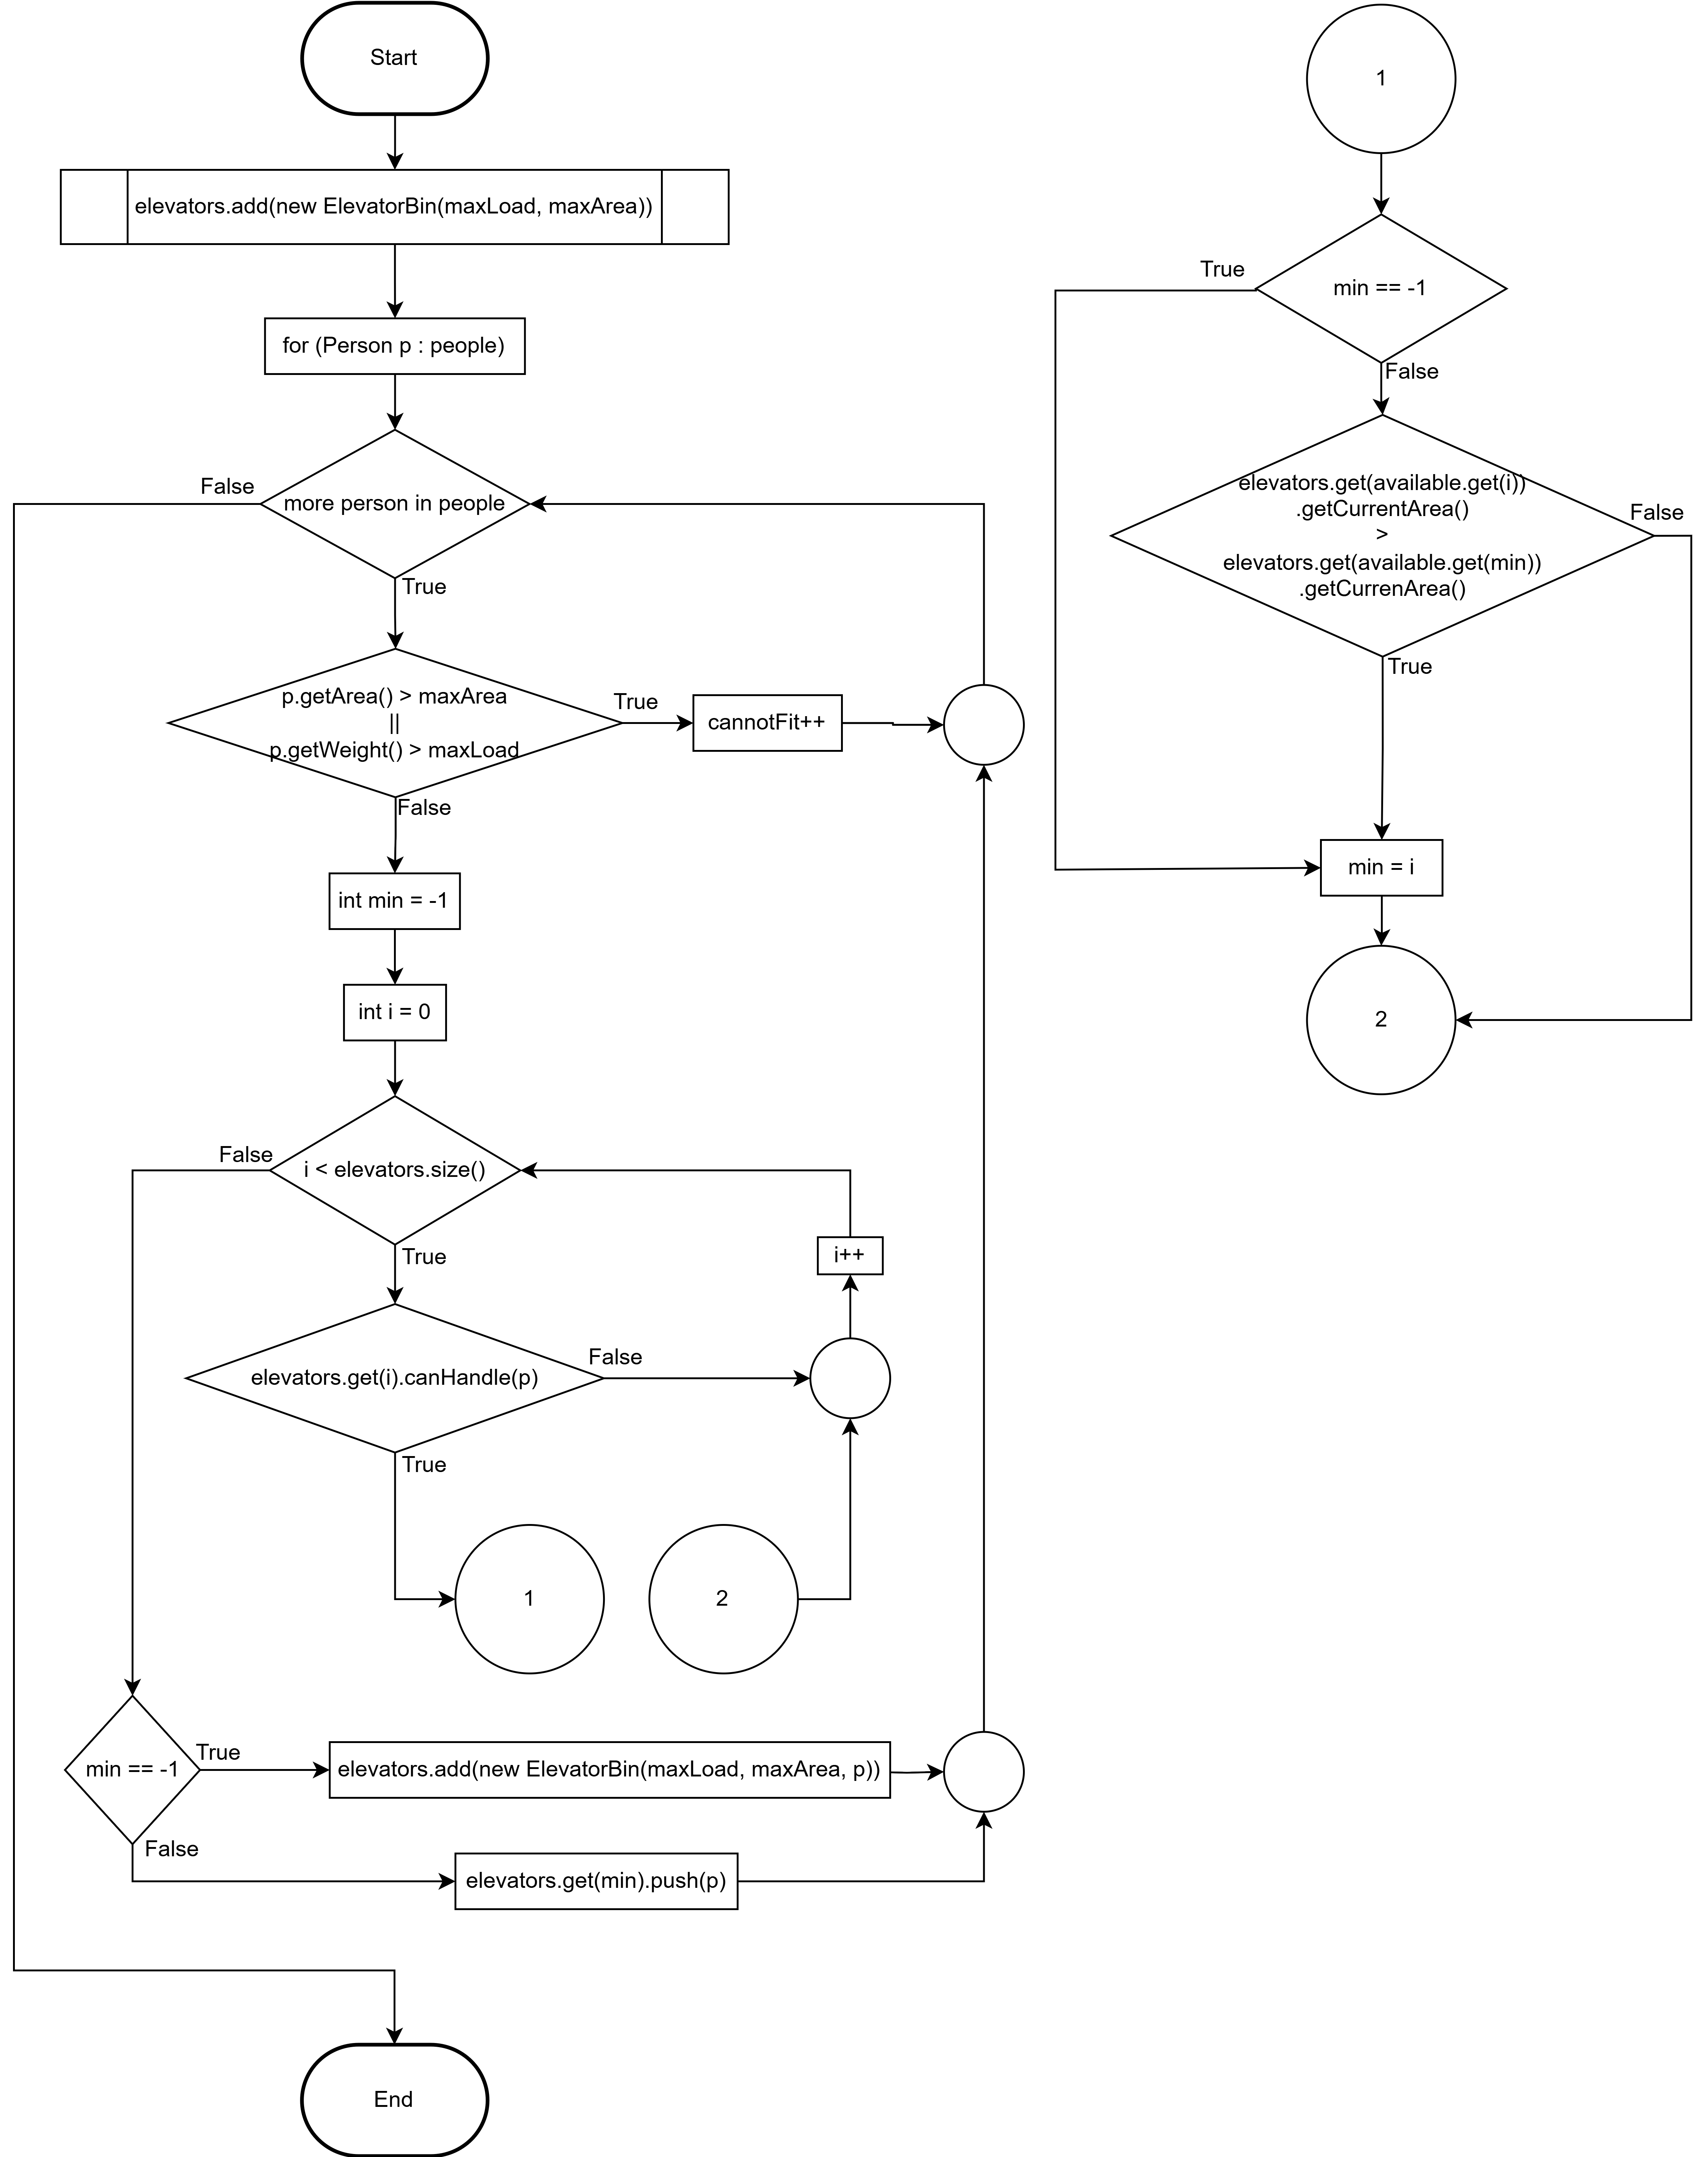 Start
elevators.add(new ElevatorBin(maxLoad, maxArea))
for (Person p : people)
more person in people
False
True
p.getArea() > maxArea
||
p.getWeight() > maxLoad
True
cannotFit++
False
int min = -1
int i = 0
i < elevators.size()
False
True
i++
elevators.get(i).canHandle(p)
False
True
1
2
min == -1
True
elevators.add(new ElevatorBin(maxLoad, maxArea, p))
False
elevators.get(min).push(p)
End
1
min == -1
True
False
elevators.get(available.get(i))
.getCurrentArea()
>
elevators.get(available.get(min))
.getCurrenArea()
False
True
min = i
2